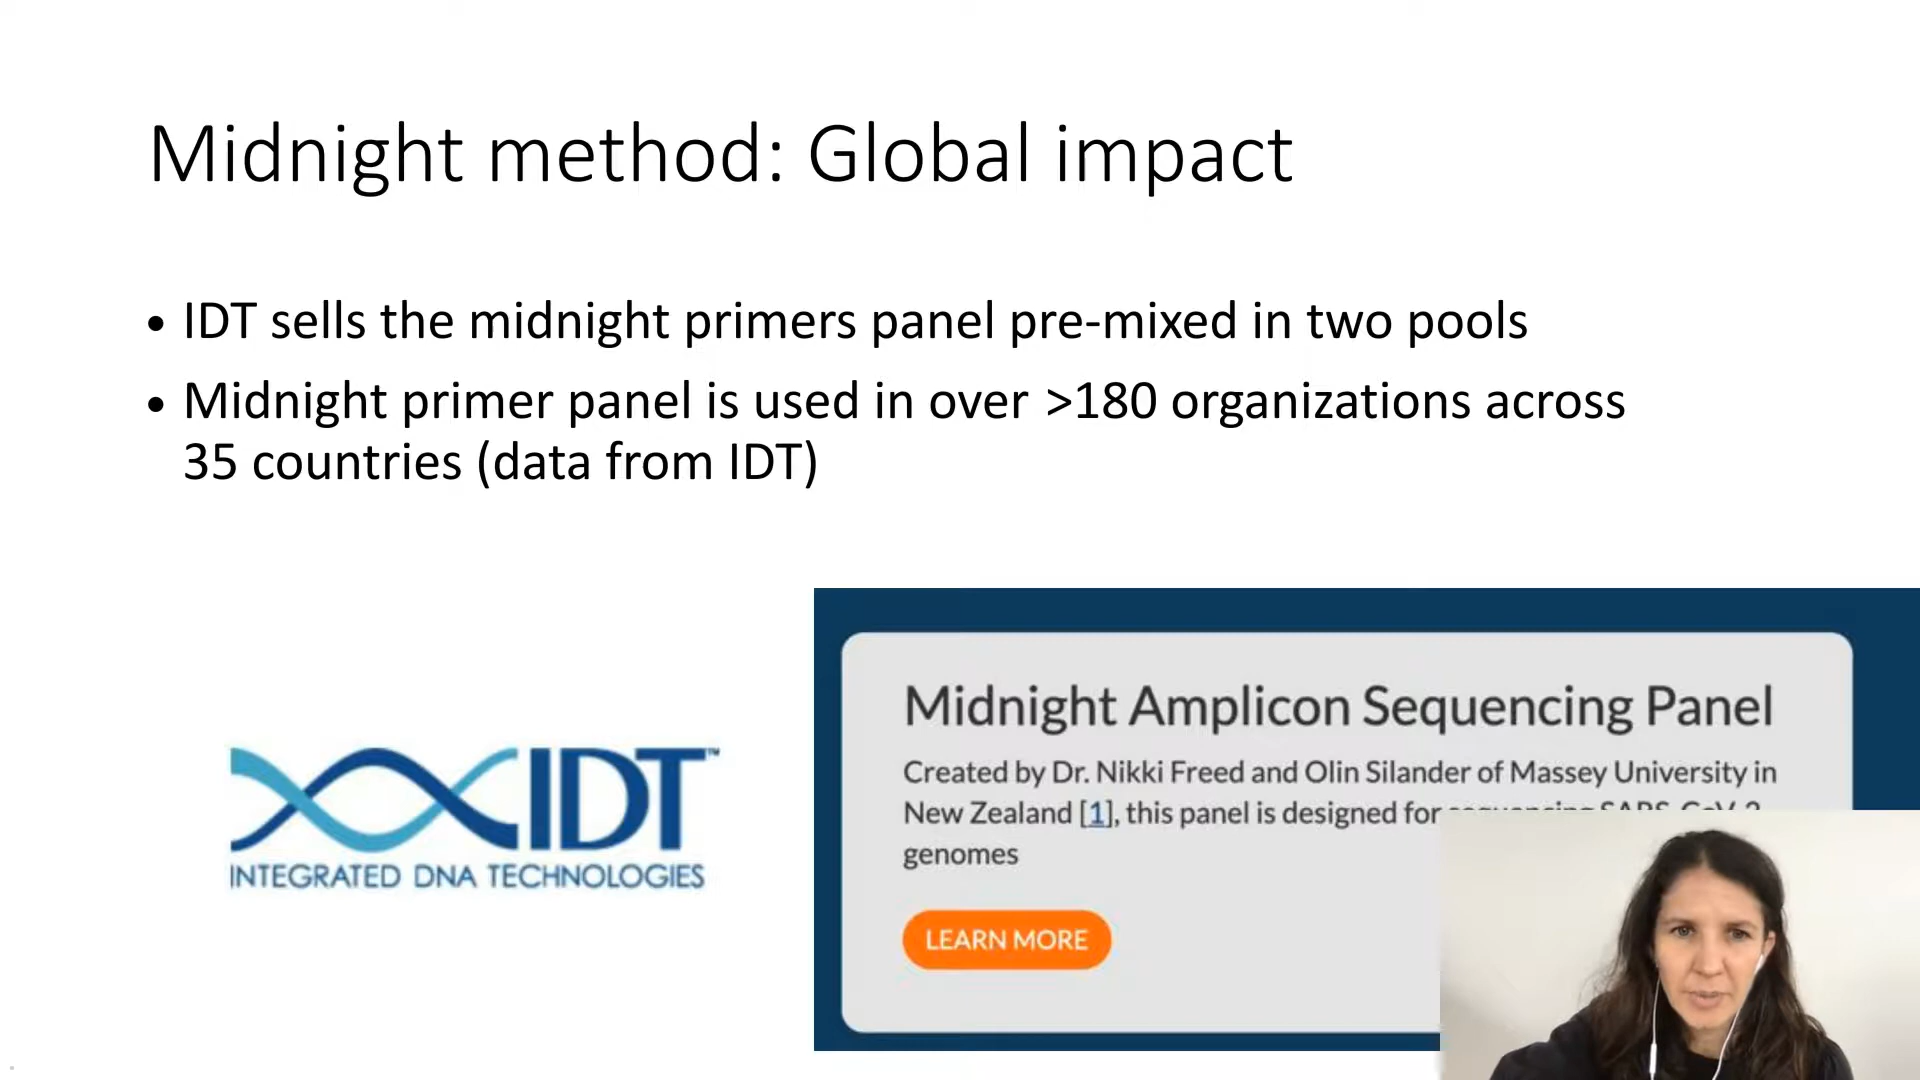 Midnight method: Global impact
• IDT sells the midnight primers panel pre-mixed in two pools
• Midnight primer panel is used in over >180 organizations across
35 countries (data from IDT)
IDT™
INTEGRATED DNA TECHNOLOGIES
Midnight Amplicon Sequencing Panel
Created by Dr. Nikki Freed and Olin Silander of Massey University in
New Zealand [1], this panel is designed for
genomes
LEARN MORE